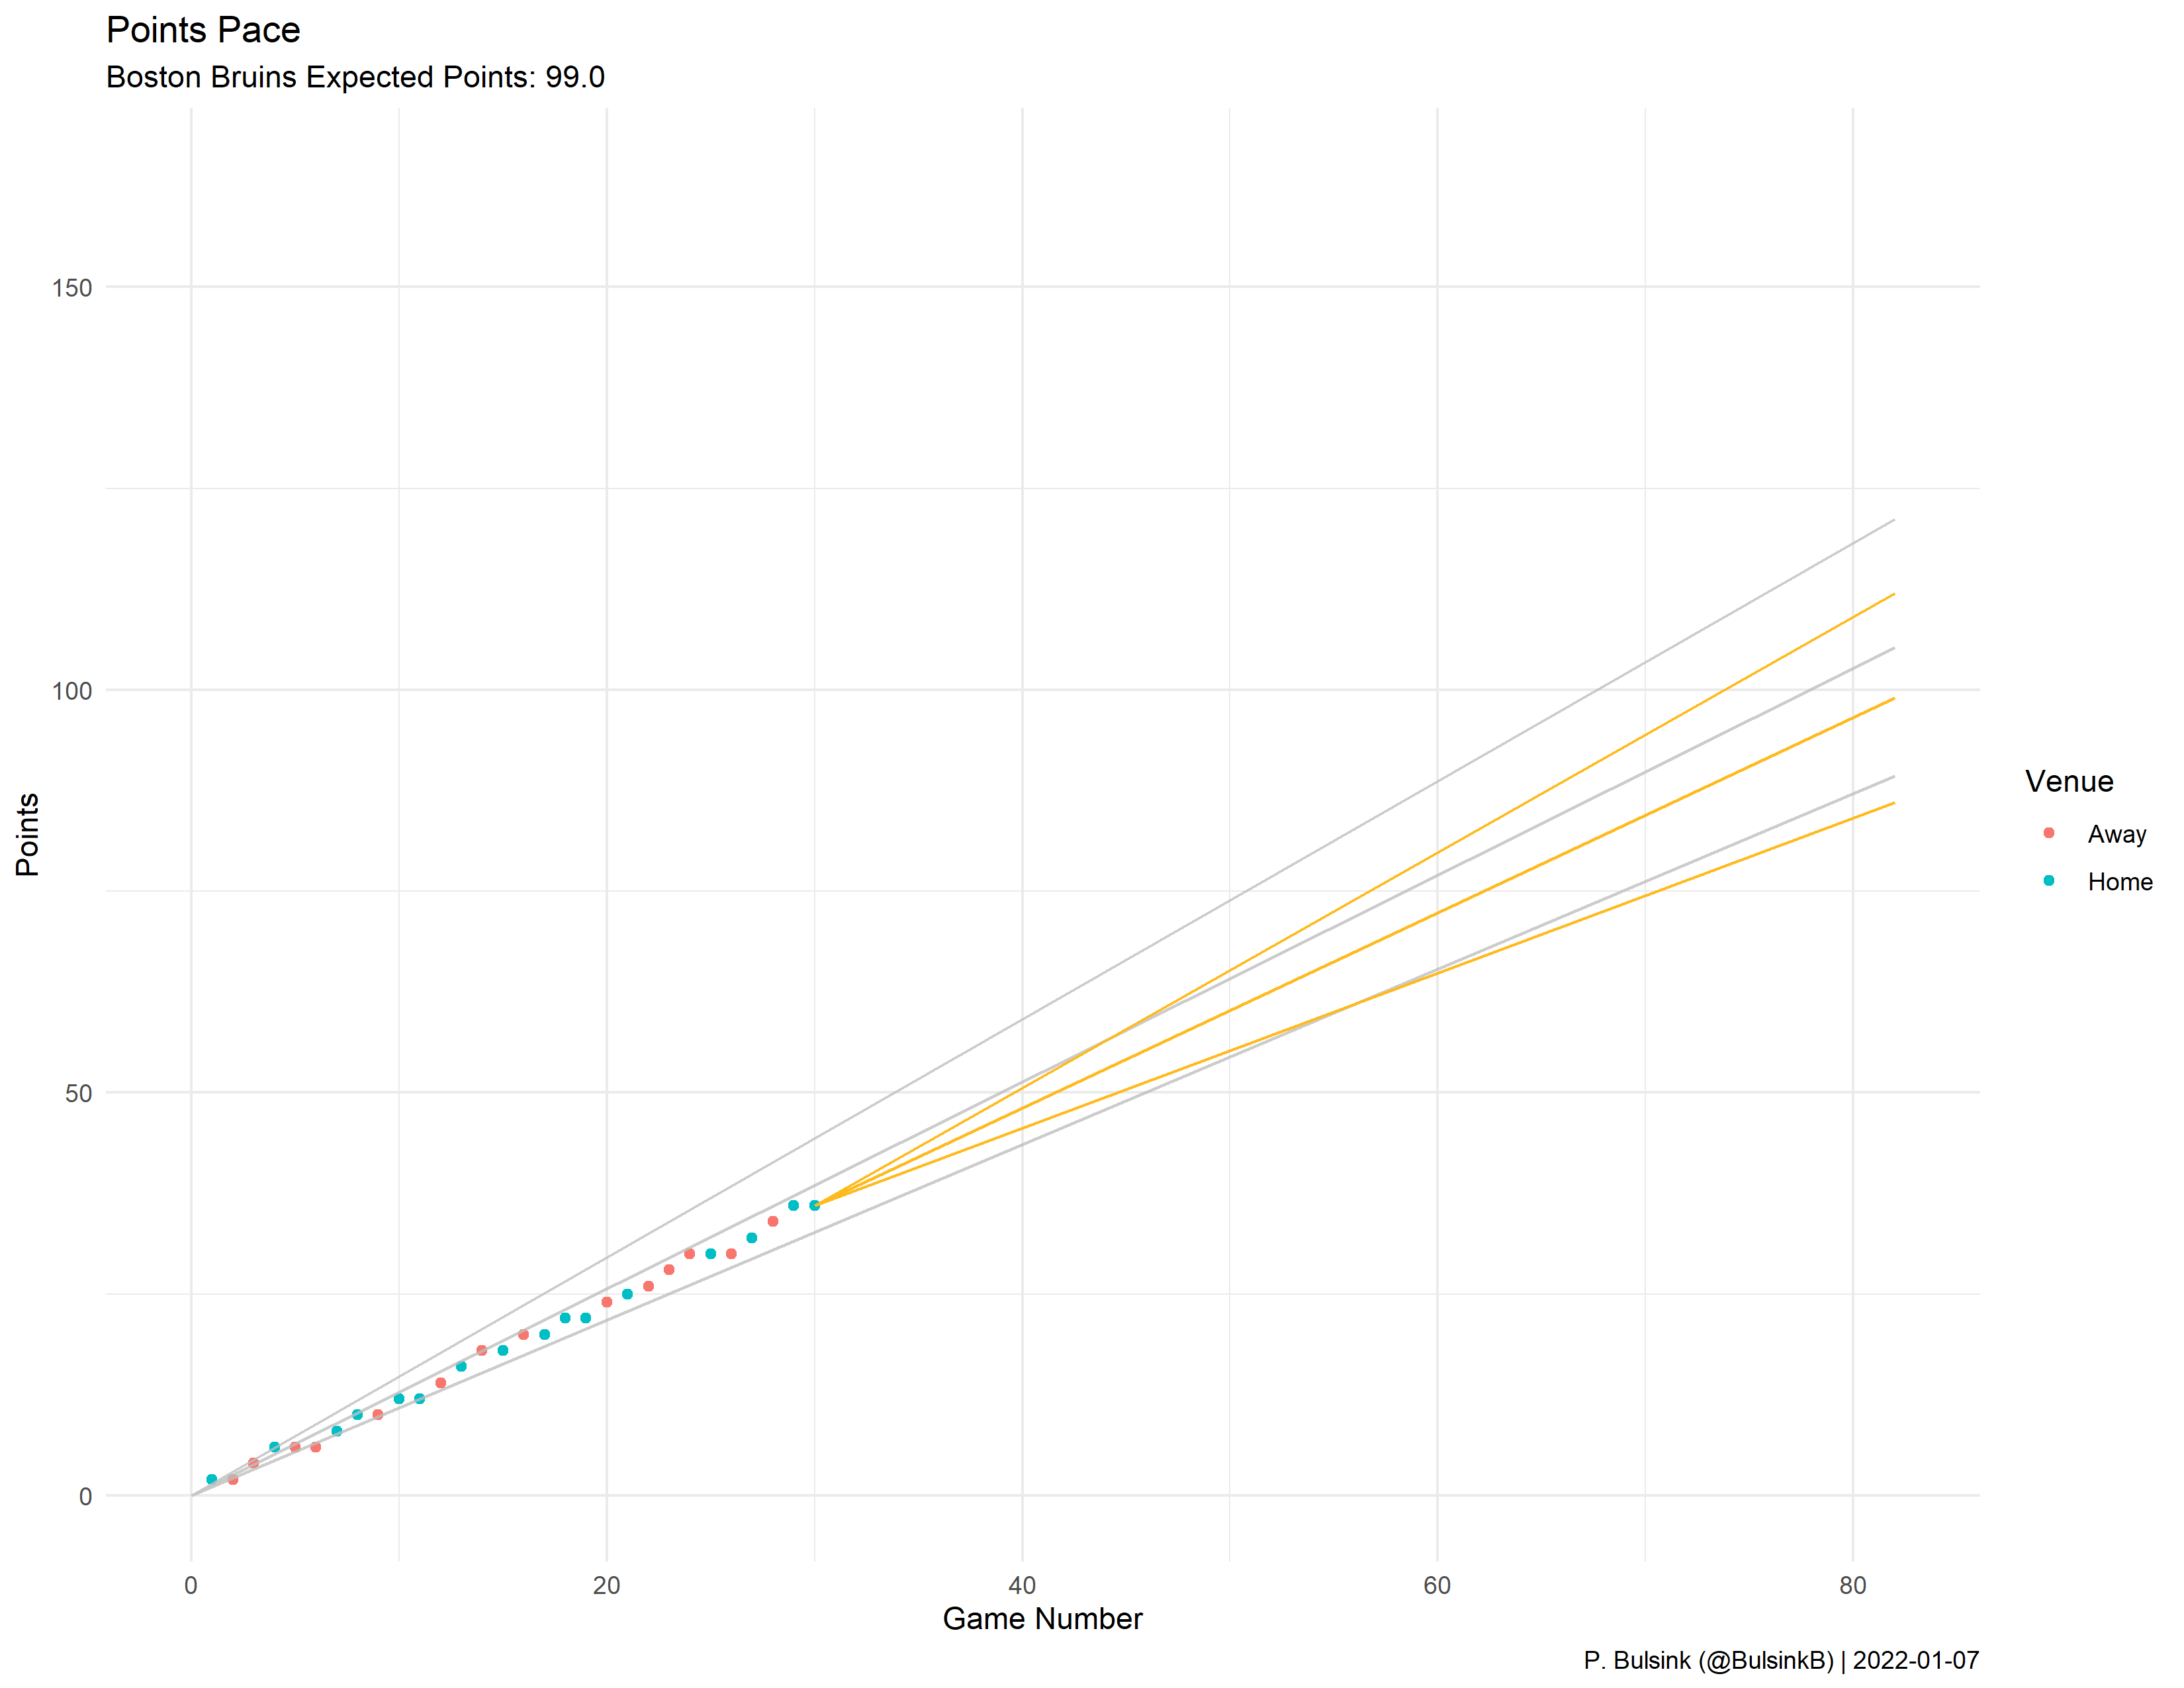 Points Pace
Boston Bruins Expected Points: 99.0
150
100
50
0
Points
0 20 40 60 80
Game Number
Venue
Away
Home
P. Bulsink (@BulsinkB) | 2022-01-07